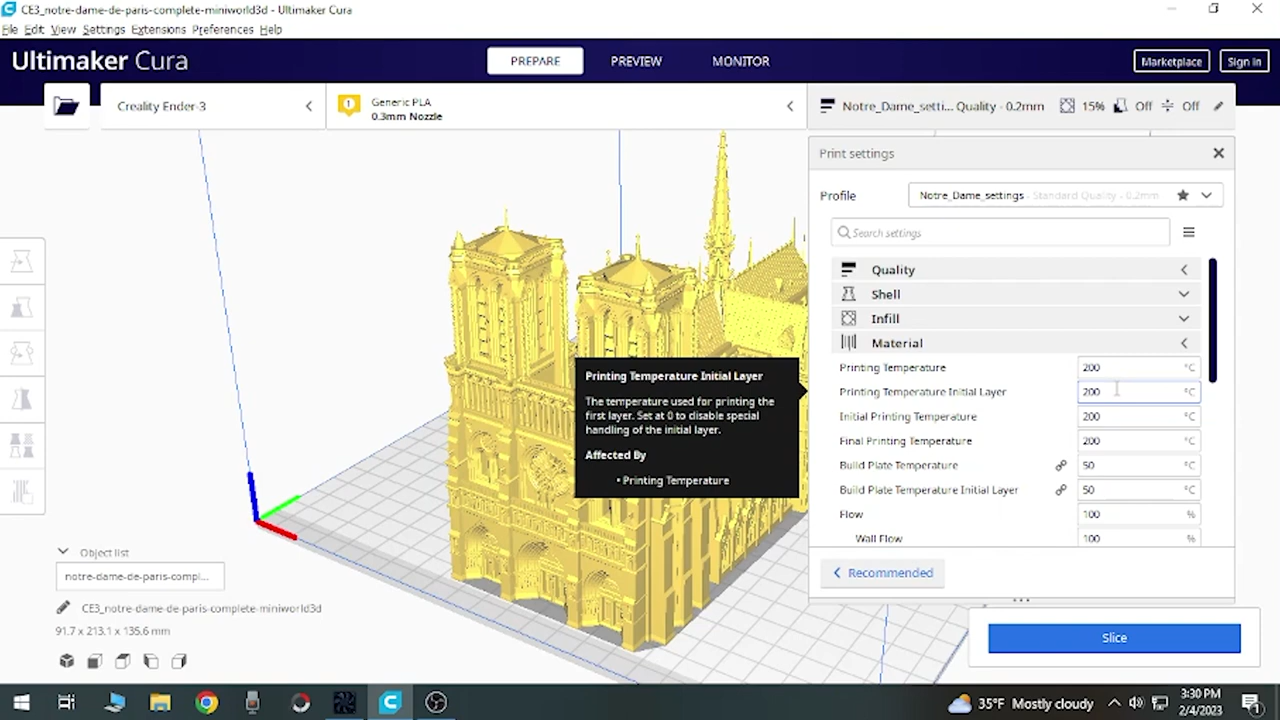 CE3_notre-dame-de-paris-complete-miniworld3d - Ultimaker Cura
File Edit View Settings Extensions Preferences Help
Ultimaker Cura
PREPARE
PREVIEW
MONITOR
Marketplace
Sign in
Creality Ender-3
Generic PLA
0.3mm Nozzle
Notre_Dame_setti... Quality - 0.2mm
15%
Off
Off
Print settings
Profile
Notre_Dame_settings - Standard Quality - 0.2mm
Search settings
Quality
Shell
Infill
Material
Printing Temperature 200 °C
Printing Temperature Initial Layer 200 °C
Initial Printing Temperature 200 °C
Final Printing Temperature 200 °C
Build Plate Temperature 50 °C
Build Plate Temperature Initial Layer 50 °C
Flow 100 %
Wall Flow 100 %
Recommended
Slice
Printing Temperature Initial Layer
The temperature used for printing the
first layer. Set at 0 to disable special
handling of the initial layer.
Affected By
• Printing Temperature
Object list
notre-dame-de-paris-compl...
CE3_notre-dame-de-paris-complete-miniworld3d
91.7 x 213.1 x 135.6 mm
35°F Mostly cloudy
3:30 PM
2/4/2023
1